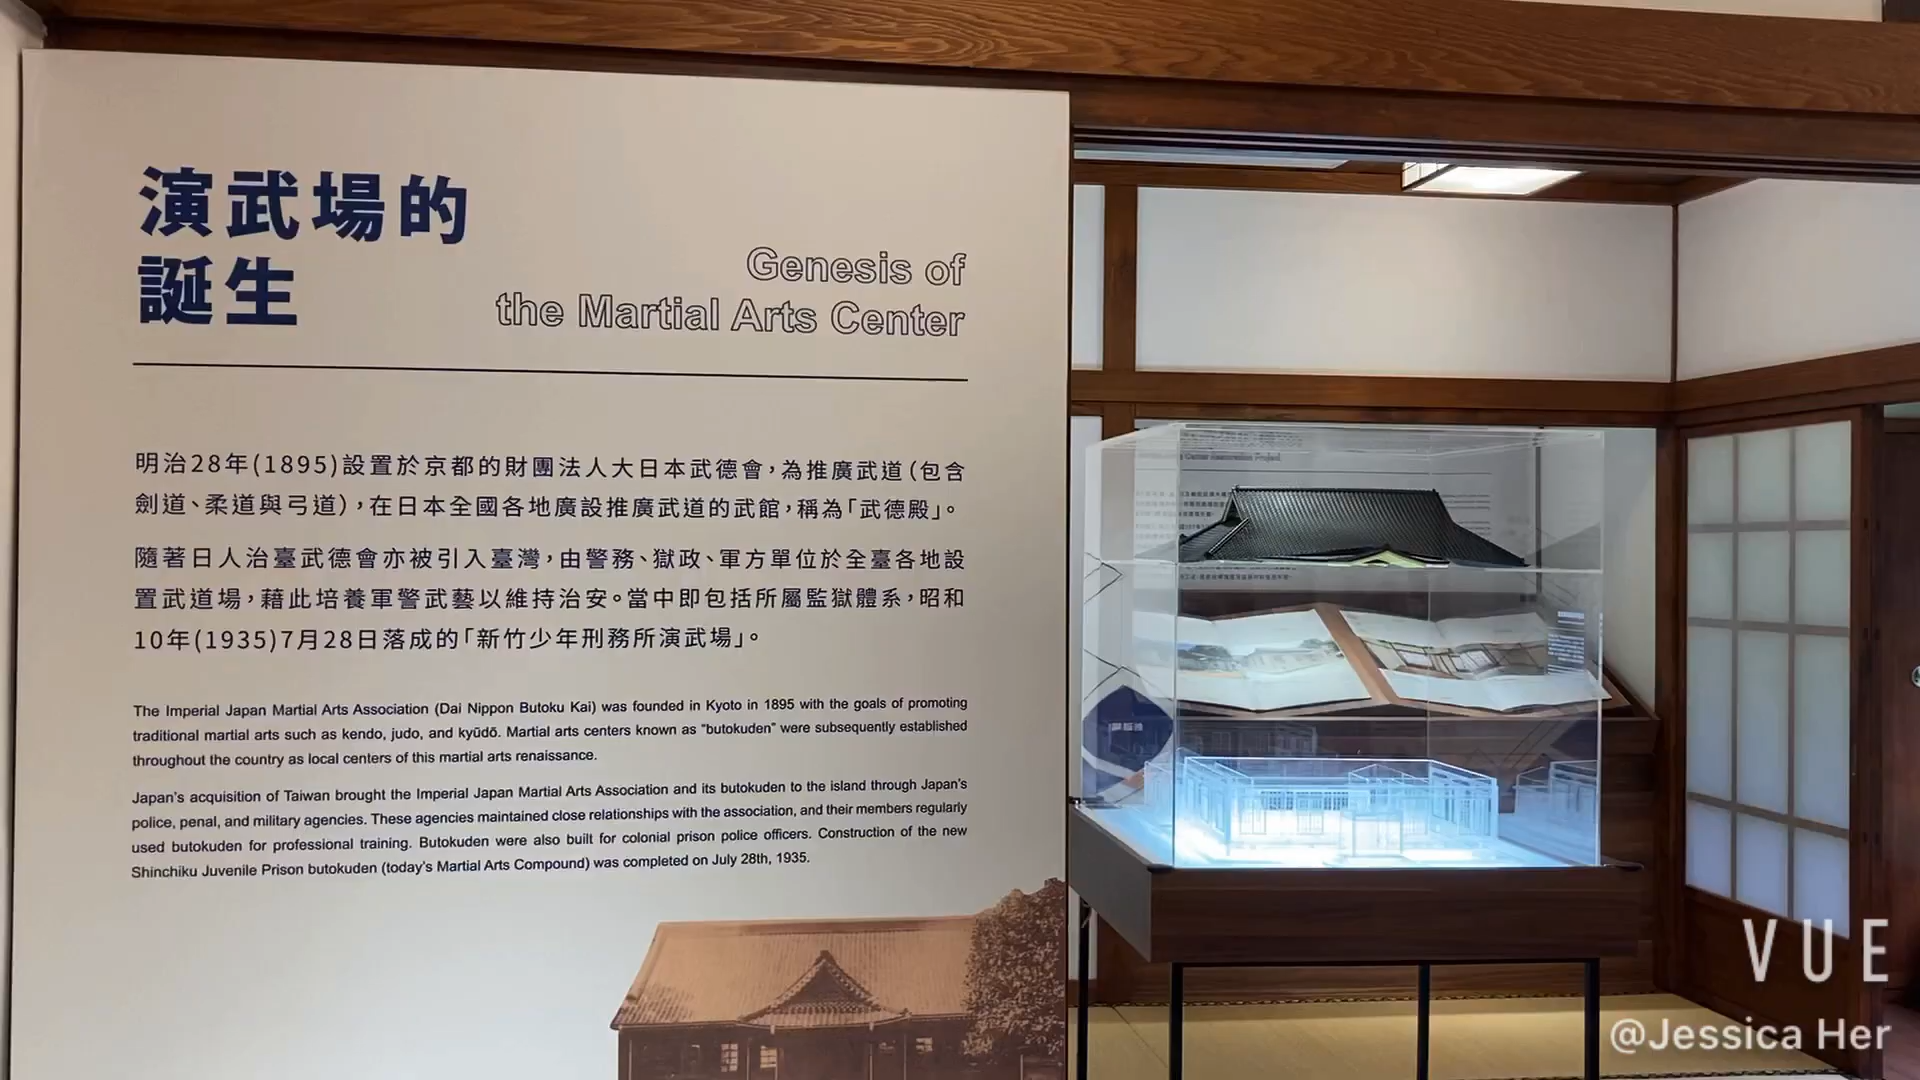 演武場的
誕生
Genesis of
the Martial Arts Center
明治28年(1895)設置於京都的財團法人大日本武德會，為推廣武道（包含
劍道、柔道與弓道），在日本全國各地廣設推廣武道的武館，稱為「武德殿」。
隨著日人治臺武德會亦被引入臺灣，由警務、獄政、軍方單位於全臺各地設
置武道場，藉此培養軍警武藝以維持治安。當中即包括所屬監獄體系，昭和
10年(1935)7月28日落成的「新竹少年刑務所演武場」。
The Imperial Japan Martial Arts Association (Dai Nippon Butoku Kai) was founded in Kyoto in 1895 with the goals of promoting
traditional martial arts such as kendo, judo, and kyūdō. Martial arts centers known as “butokuden” were subsequently established
throughout the country as local centers of this martial arts renaissance.
Japan’s acquisition of Taiwan brought the Imperial Japan Martial Arts Association and its butokuden to the island through Japan’s
police, penal, and military agencies. These agencies maintained close relationships with the association, and their members regularly
used butokuden for professional training. Butokuden were also built for colonial prison police officers. Construction of the new
Shinchiku Juvenile Prison butokuden (today’s Martial Arts Compound) was completed on July 28th, 1935.
Center Restoration Project
VUE
@Jessica Her